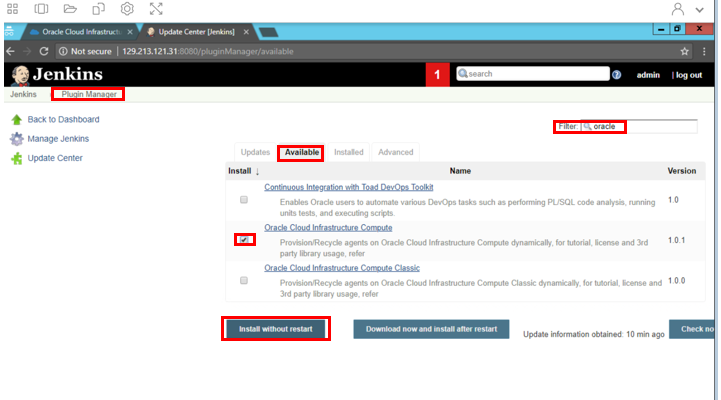 Oracle Cloud Infrastructu
Update Center [Jenkins]
Not secure | 129.213.121.31:8080/pluginManager/available
Jenkins
1
search
admin
| log out
Jenkins
Plugin Manager
Back to Dashboard
Manage Jenkins
Update Center
Filter: oracle
Updates
Available
Installed
Advanced
Install ↓
Name
Version
Continuous Integration with Toad DevOps Toolkit
Enables Oracle users to automate various DevOps tasks such as performing PL/SQL code analysis, running
units tests, and executing scripts.
1.0
Oracle Cloud Infrastructure Compute
Provision/Recycle agents on Oracle Cloud Infrastructure Compute dynamically, for tutorial, license and 3rd
party library usage, refer
1.0.1
Oracle Cloud Infrastructure Compute Classic
Provision/Recycle agents on Oracle Cloud Infrastructure Compute Classic dynamically, for tutorial, license and
3rd party library usage, refer
1.0.0
Install without restart
Download now and install after restart
Update information obtained: 10 min ago
Check no